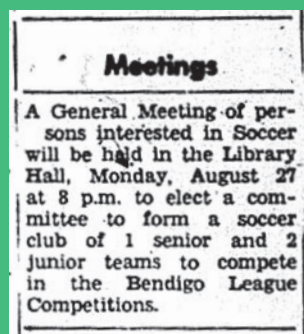 Meetings
A General Meeting of per-
sons interested in Soccer
will be held in the Library
Hall, Monday, August 27
at 8 p.m. to elect a com-
mittee to form a soccer
club of 1 senior and 2
junior teams to compete
in the Bendigo League
Competitions.